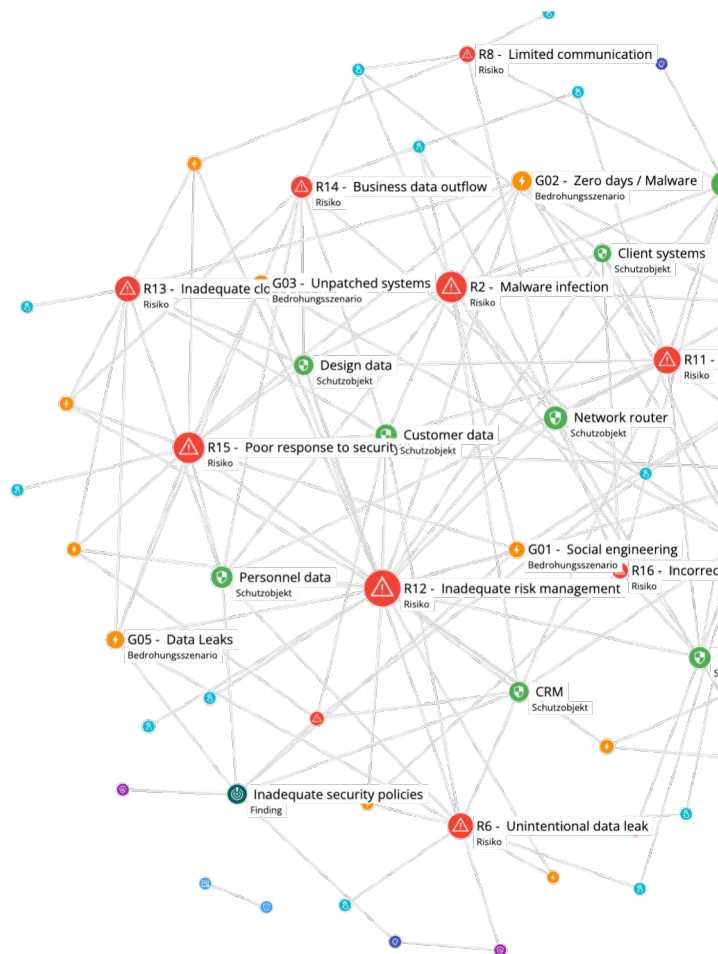 R8 - Limited communication
Risiko
R14 - Business data outflow
Risiko
G02 - Zero days / Malware
Bedrohungsszenario
Client systems
Schutzobjekt
R13 - Inadequate clo
Risiko
G03 - Unpatched systems
Bedrohungsszenario
R2 - Malware infection
Risiko
Design data
Schutzobjekt
R11 -
Risiko
Network router
Schutzobjekt
Customer data
Schutzobjekt
R15 - Poor response to security
Risiko
G01 - Social engineering
Bedrohungsszenario
R16 - Incorrec
Risiko
Personnel data
Schutzobjekt
R12 - Inadequate risk management
Risiko
G05 - Data Leaks
Bedrohungsszenario
CRM
Schutzobjekt
Inadequate security policies
Finding
R6 - Unintentional data leak
Risiko